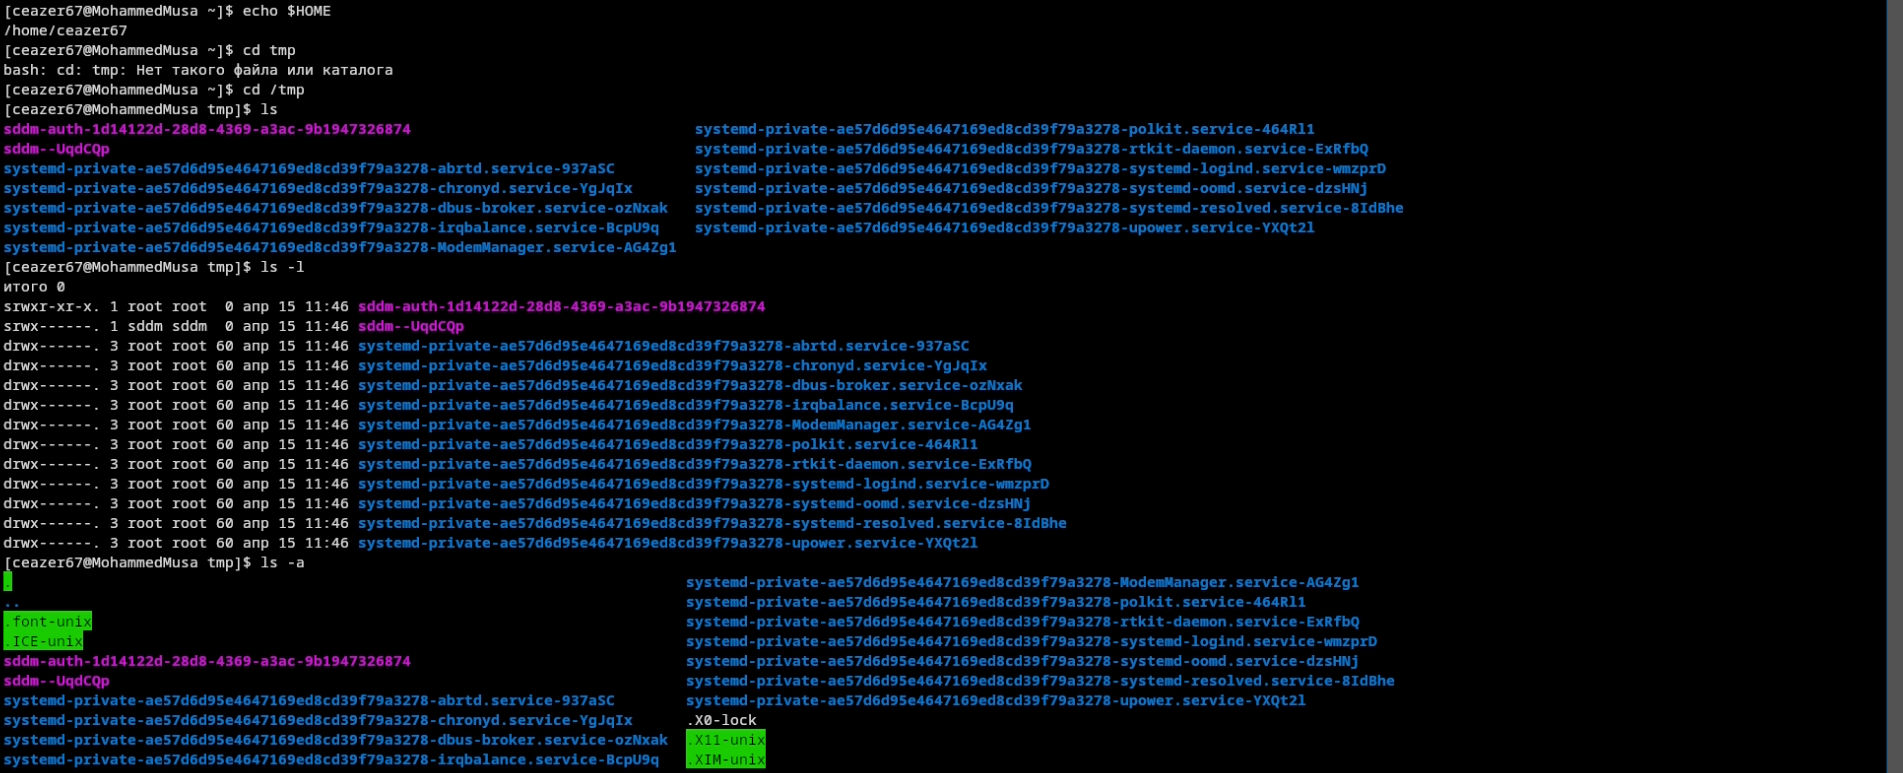 [ceazer67@MohammedMusa ~]$ echo $HOME
/home/ceazer67
[ceazer67@MohammedMusa ~]$ cd tmp
bash: cd: tmp: Нет такого файла или каталога
[ceazer67@MohammedMusa ~]$ cd /tmp
[ceazer67@MohammedMusa tmp]$ ls
sddm-auth-1d14122d-28d8-4369-a3ac-9b1947326874 systemd-private-ae57d6d95e4647169ed8cd39f79a3278-polkit.service-464Rl1
sddm--UqdCQp systemd-private-ae57d6d95e4647169ed8cd39f79a3278-rtkit-daemon.service-ExRfbQ
systemd-private-ae57d6d95e4647169ed8cd39f79a3278-abrtd.service-937aSC systemd-private-ae57d6d95e4647169ed8cd39f79a3278-systemd-logind.service-wmzprD
systemd-private-ae57d6d95e4647169ed8cd39f79a3278-chronyd.service-YgJqIx systemd-private-ae57d6d95e4647169ed8cd39f79a3278-systemd-oomd.service-dzsHNj
systemd-private-ae57d6d95e4647169ed8cd39f79a3278-dbus-broker.service-ozNxak systemd-private-ae57d6d95e4647169ed8cd39f79a3278-systemd-resolved.service-8IdBhe
systemd-private-ae57d6d95e4647169ed8cd39f79a3278-irqbalance.service-BcpU9q systemd-private-ae57d6d95e4647169ed8cd39f79a3278-upower.service-YXQt2l
systemd-private-ae57d6d95e4647169ed8cd39f79a3278-ModemManager.service-AG4Zg1
[ceazer67@MohammedMusa tmp]$ ls -l
итого 0
srwxr-xr-x. 1 root root  0 апр 15 11:46 sddm-auth-1d14122d-28d8-4369-a3ac-9b1947326874
srwx------. 1 sddm sddm  0 апр 15 11:46 sddm--UqdCQp
drwx------. 3 root root 60 апр 15 11:46 systemd-private-ae57d6d95e4647169ed8cd39f79a3278-abrtd.service-937aSC
drwx------. 3 root root 60 апр 15 11:46 systemd-private-ae57d6d95e4647169ed8cd39f79a3278-chronyd.service-YgJqIx
drwx------. 3 root root 60 апр 15 11:46 systemd-private-ae57d6d95e4647169ed8cd39f79a3278-dbus-broker.service-ozNxak
drwx------. 3 root root 60 апр 15 11:46 systemd-private-ae57d6d95e4647169ed8cd39f79a3278-irqbalance.service-BcpU9q
drwx------. 3 root root 60 апр 15 11:46 systemd-private-ae57d6d95e4647169ed8cd39f79a3278-ModemManager.service-AG4Zg1
drwx------. 3 root root 60 апр 15 11:46 systemd-private-ae57d6d95e4647169ed8cd39f79a3278-polkit.service-464Rl1
drwx------. 3 root root 60 апр 15 11:46 systemd-private-ae57d6d95e4647169ed8cd39f79a3278-rtkit-daemon.service-ExRfbQ
drwx------. 3 root root 60 апр 15 11:46 systemd-private-ae57d6d95e4647169ed8cd39f79a3278-systemd-logind.service-wmzprD
drwx------. 3 root root 60 апр 15 11:46 systemd-private-ae57d6d95e4647169ed8cd39f79a3278-systemd-oomd.service-dzsHNj
drwx------. 3 root root 60 апр 15 11:46 systemd-private-ae57d6d95e4647169ed8cd39f79a3278-systemd-resolved.service-8IdBhe
drwx------. 3 root root 60 апр 15 11:46 systemd-private-ae57d6d95e4647169ed8cd39f79a3278-upower.service-YXQt2l
[ceazer67@MohammedMusa tmp]$ ls -a
. systemd-private-ae57d6d95e4647169ed8cd39f79a3278-ModemManager.service-AG4Zg1
.. systemd-private-ae57d6d95e4647169ed8cd39f79a3278-polkit.service-464Rl1
.font-unix systemd-private-ae57d6d95e4647169ed8cd39f79a3278-rtkit-daemon.service-ExRfbQ
.ICE-unix systemd-private-ae57d6d95e4647169ed8cd39f79a3278-systemd-logind.service-wmzprD
sddm-auth-1d14122d-28d8-4369-a3ac-9b1947326874 systemd-private-ae57d6d95e4647169ed8cd39f79a3278-systemd-oomd.service-dzsHNj
sddm--UqdCQp systemd-private-ae57d6d95e4647169ed8cd39f79a3278-systemd-resolved.service-8IdBhe
systemd-private-ae57d6d95e4647169ed8cd39f79a3278-abrtd.service-937aSC systemd-private-ae57d6d95e4647169ed8cd39f79a3278-upower.service-YXQt2l
systemd-private-ae57d6d95e4647169ed8cd39f79a3278-chronyd.service-YgJqIx .X0-lock
systemd-private-ae57d6d95e4647169ed8cd39f79a3278-dbus-broker.service-ozNxak .X11-unix
systemd-private-ae57d6d95e4647169ed8cd39f79a3278-irqbalance.service-BcpU9q .XIM-unix